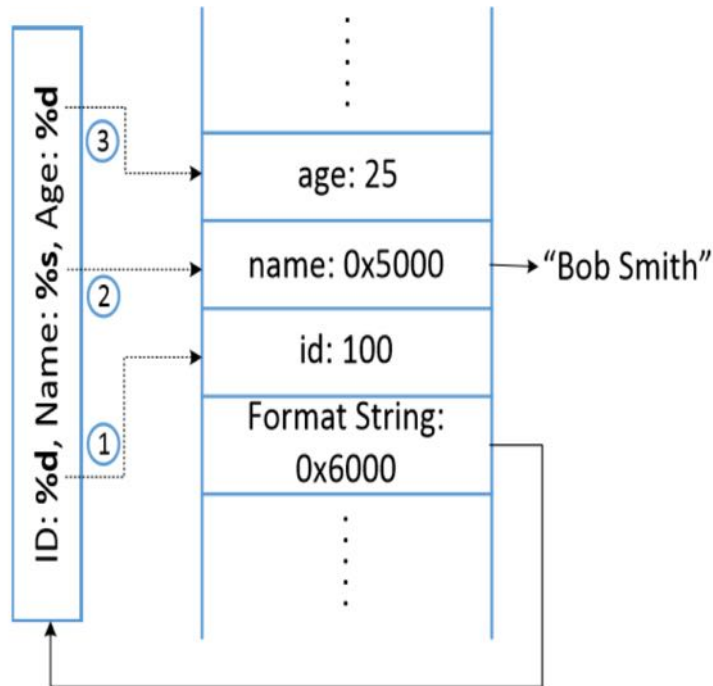 ID: %d, Name: %s, Age: %d
3
age: 25
2
name: 0x5000
“Bob Smith”
id: 100
1
Format String:
0x6000